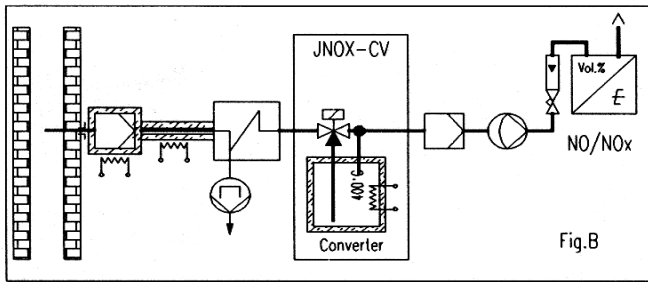 JNOX-CV
Vol.%
E
NO/NOx
400°C
Converter
Fig.B